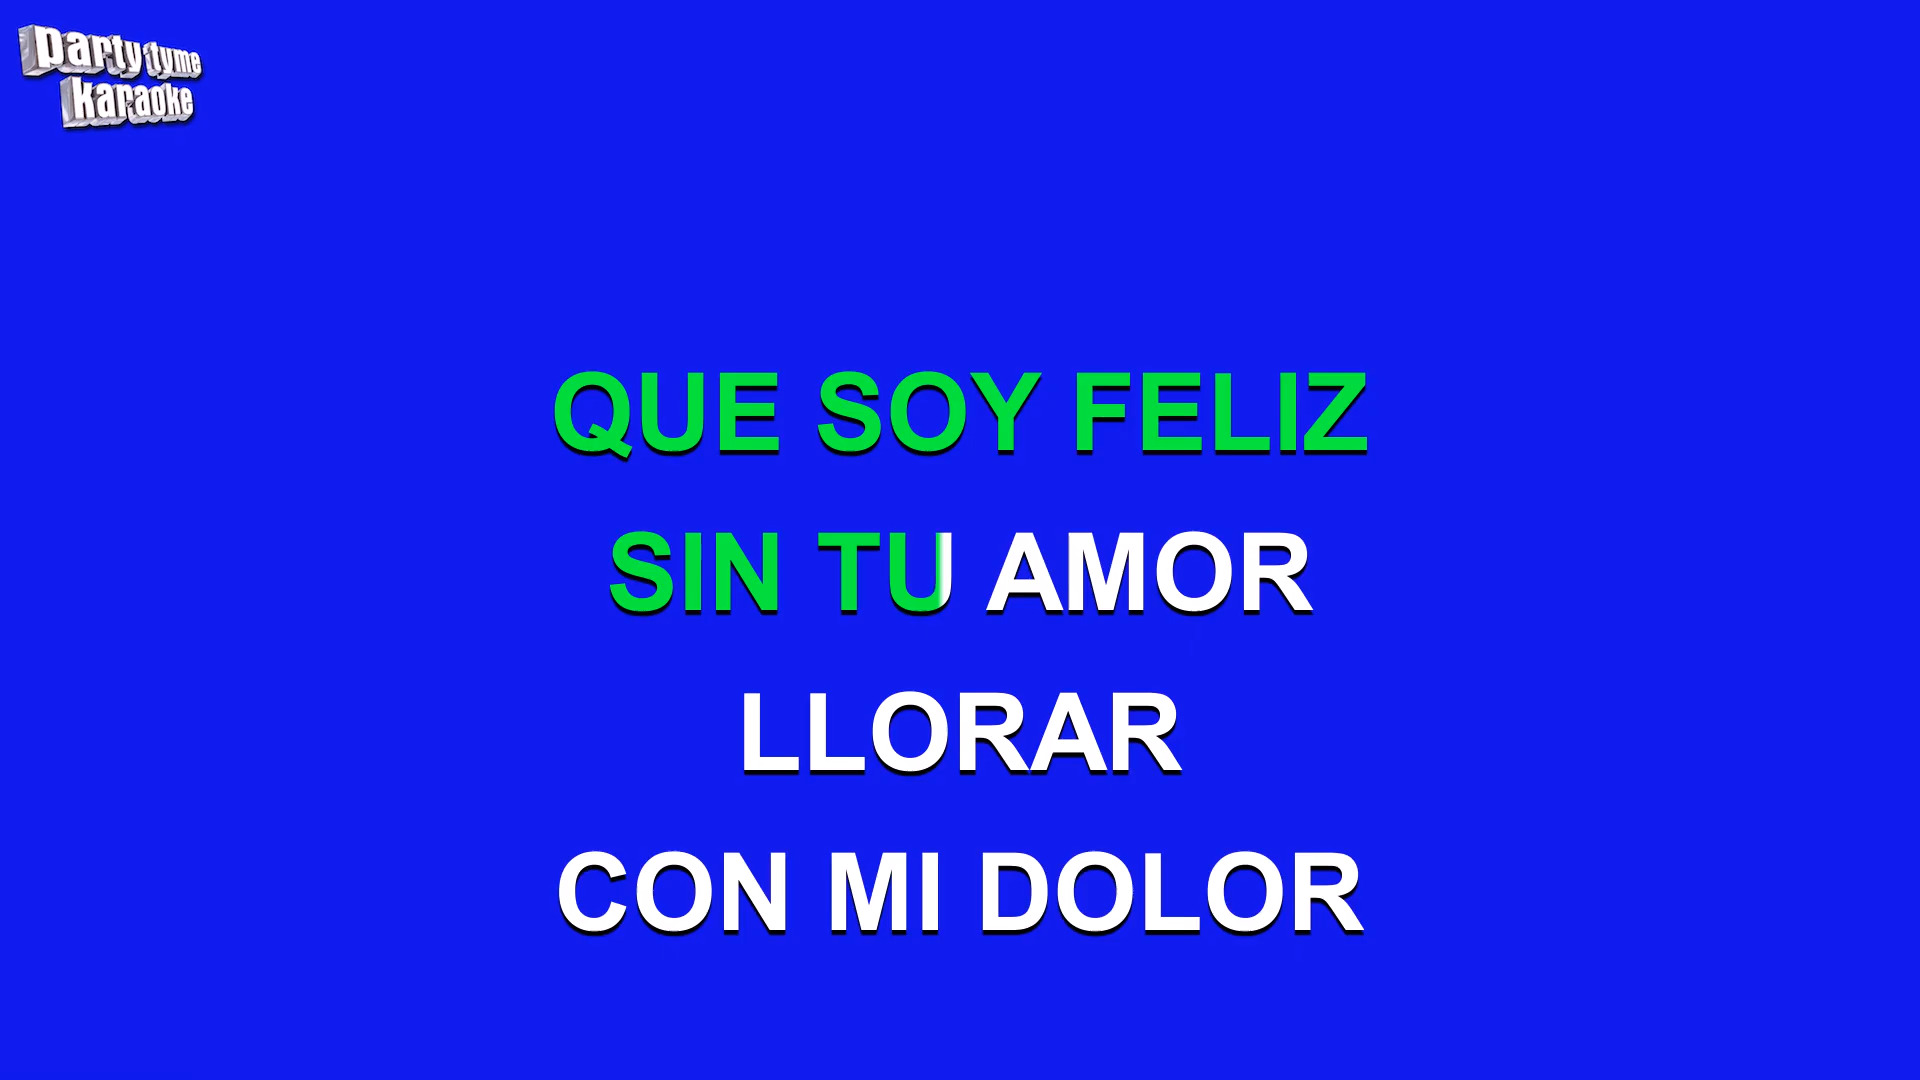 party tyme
karaoke
QUE SOY FELIZ
SIN TU AMOR
LLORAR
CON MI DOLOR